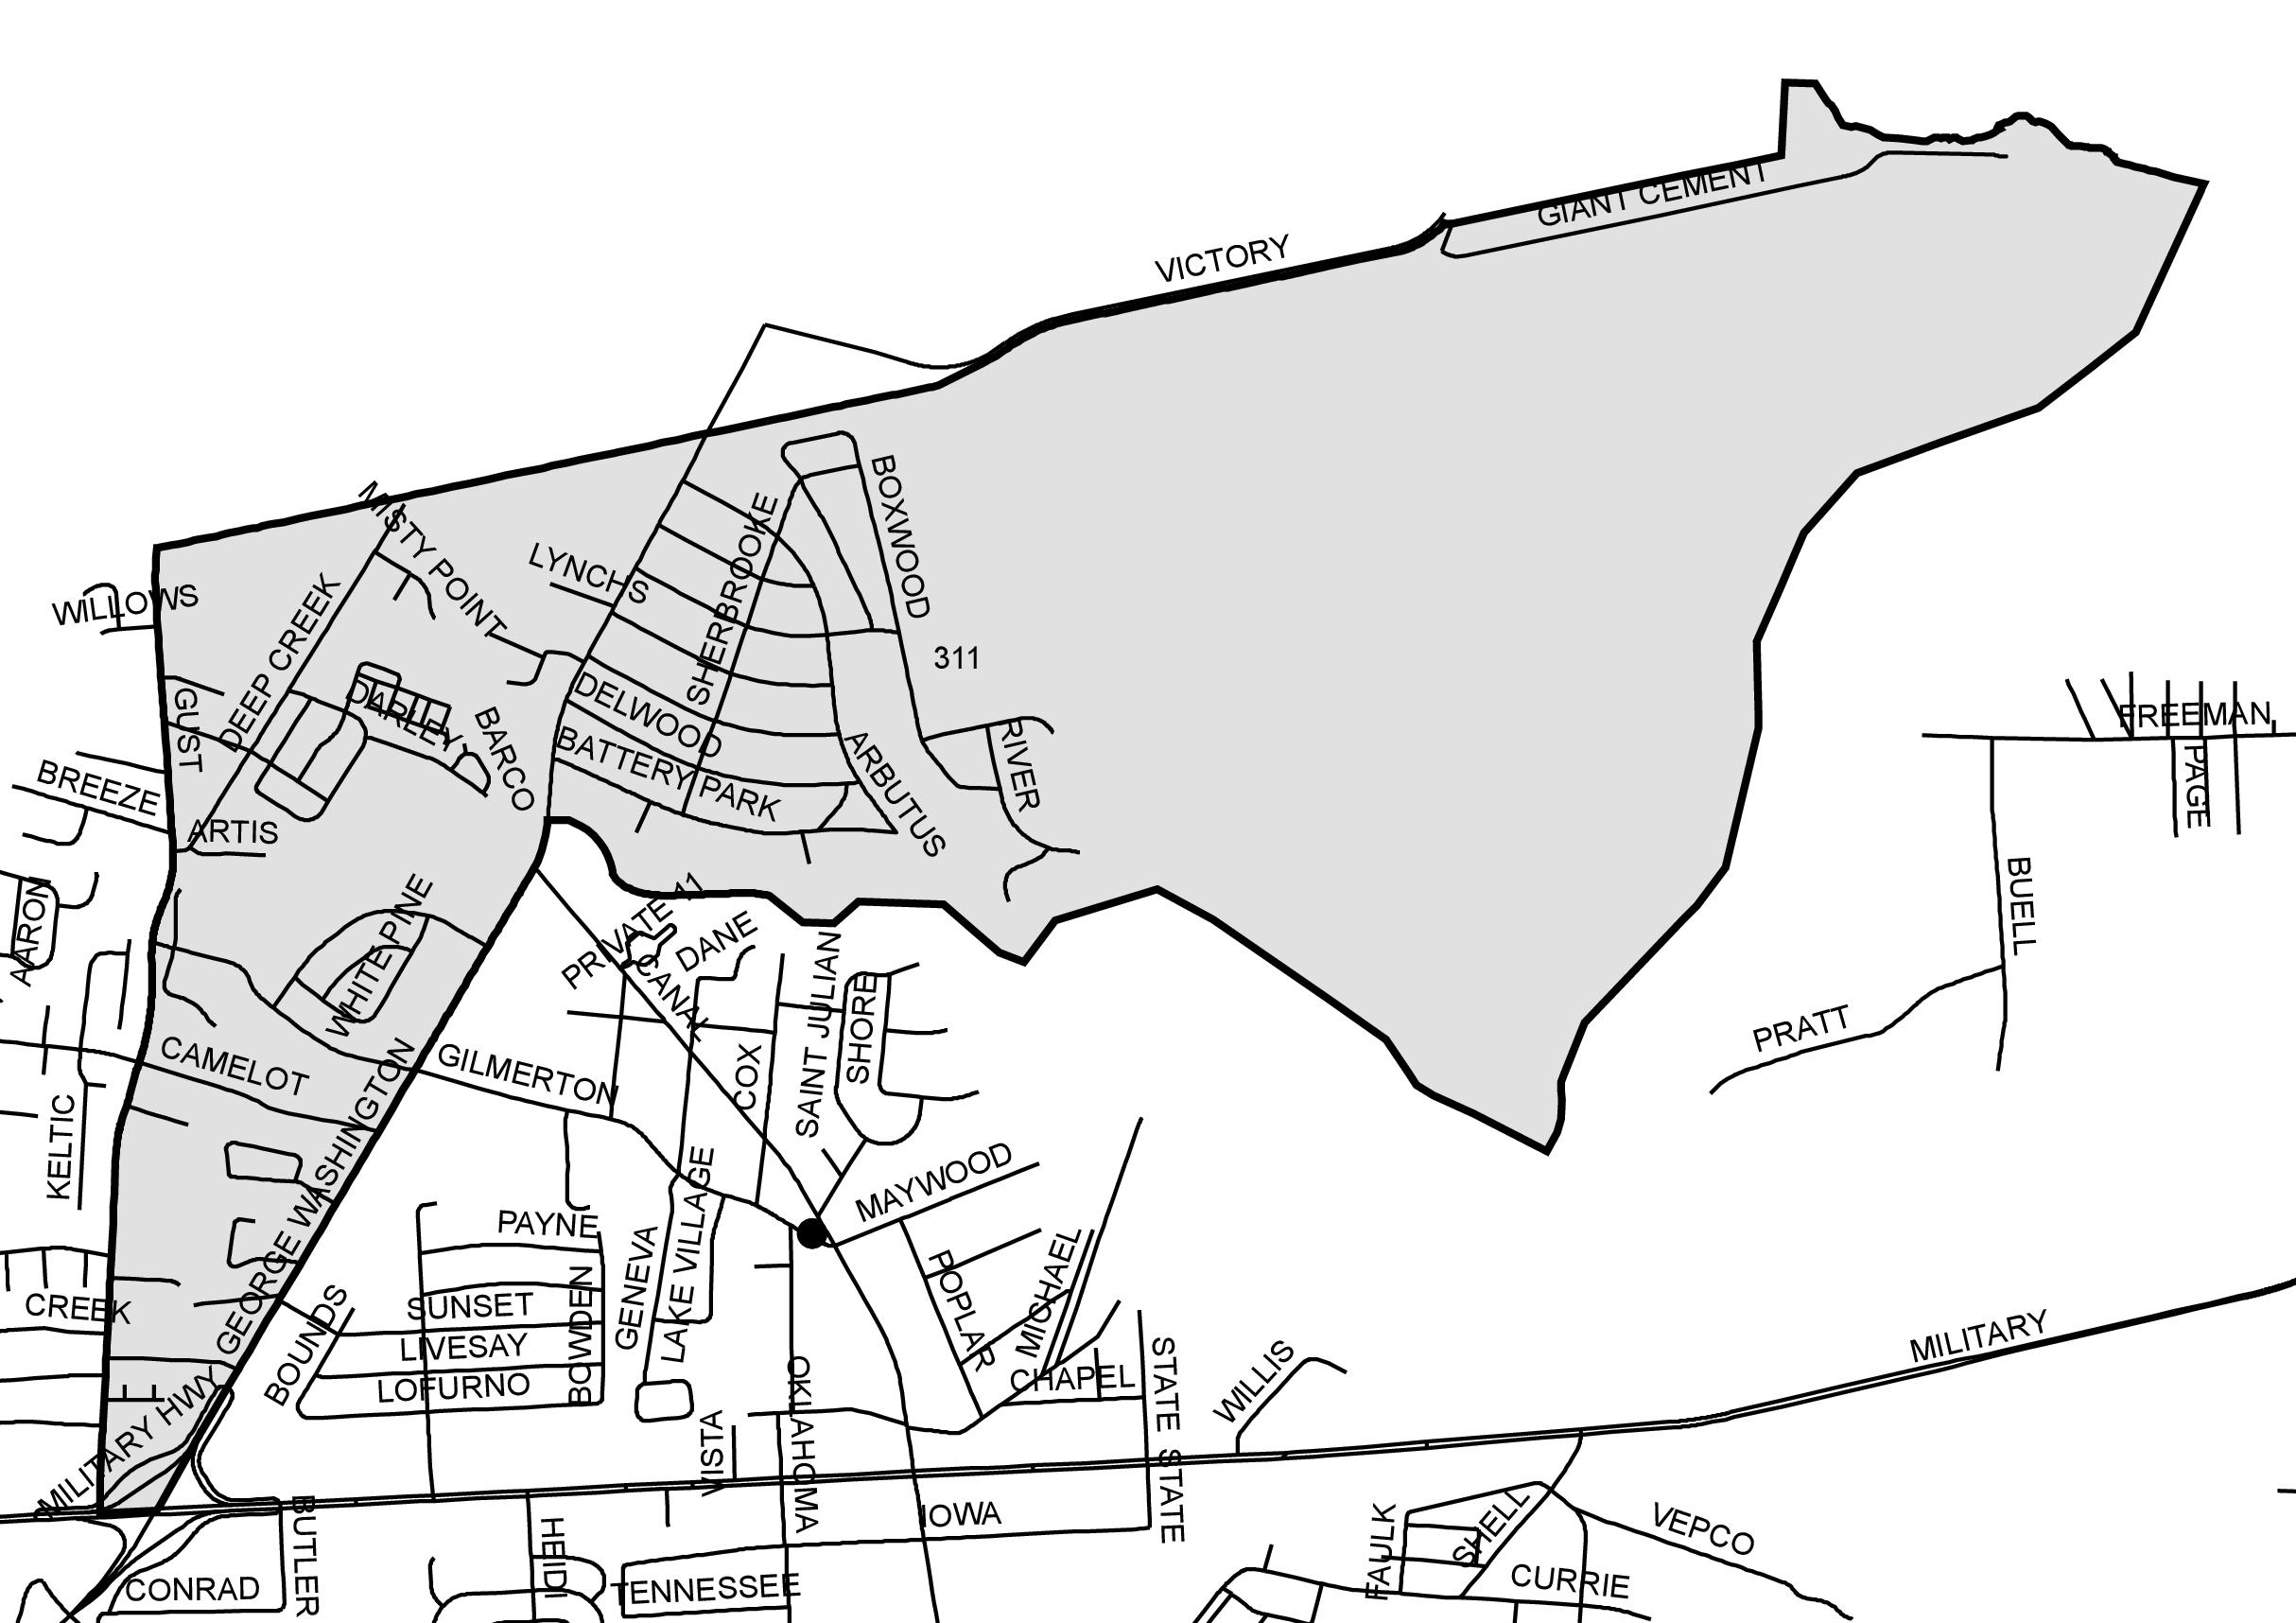 GIANT CEMENT
VICTORY
MISTY POINT
BOXWOOD
SHERBROOKE
LYNCHS
WILLOWS
DEEP CREEK
311
GUST
DARLEY
BARCO
DELWOOD
BATTERY PARK
ARBUTUS
RIVER
FREEMAN
PAGE
BREEZE
ARTIS
BUELL
AARON
WHITE PINE
PRIVATE 17
DANE
CANAL
SAINT JULIAN
SHORE
PRATT
CAMELOT
GILMERTON
COX
KELTIC
GEORGE WASHINGTON
MAYWOOD
PAYNE
GENEVA
LAKE VILLAGE
POPLAR
MICHAEL
CREEK
BOUNDS
SUNSET
BOWDEN
LIVESAY
LOFURNO
CHAPEL
STATE STATE
WILLIS
MILITARY
MILITARY HWY
VISTA
OKLAHOMA
IOWA
BUTLER
HEIDI
CONRAD
TENNESSEE
FAULK
SHELL
VEPCO
CURRIE